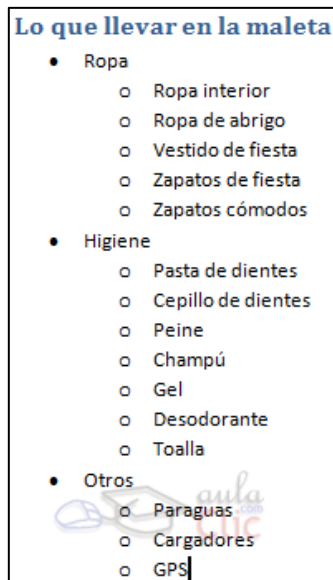 Lo que llevar en la maleta
• Ropa
o Ropa interior
o Ropa de abrigo
o Vestido de fiesta
o Zapatos de fiesta
o Zapatos cómodos
• Higiene
o Pasta de dientes
o Cepillo de dientes
o Peine
o Champú
o Gel
o Desodorante
o Toalla
• Otros
o Paraguas
o Cargadores
o GPS
aula
.com
Clic